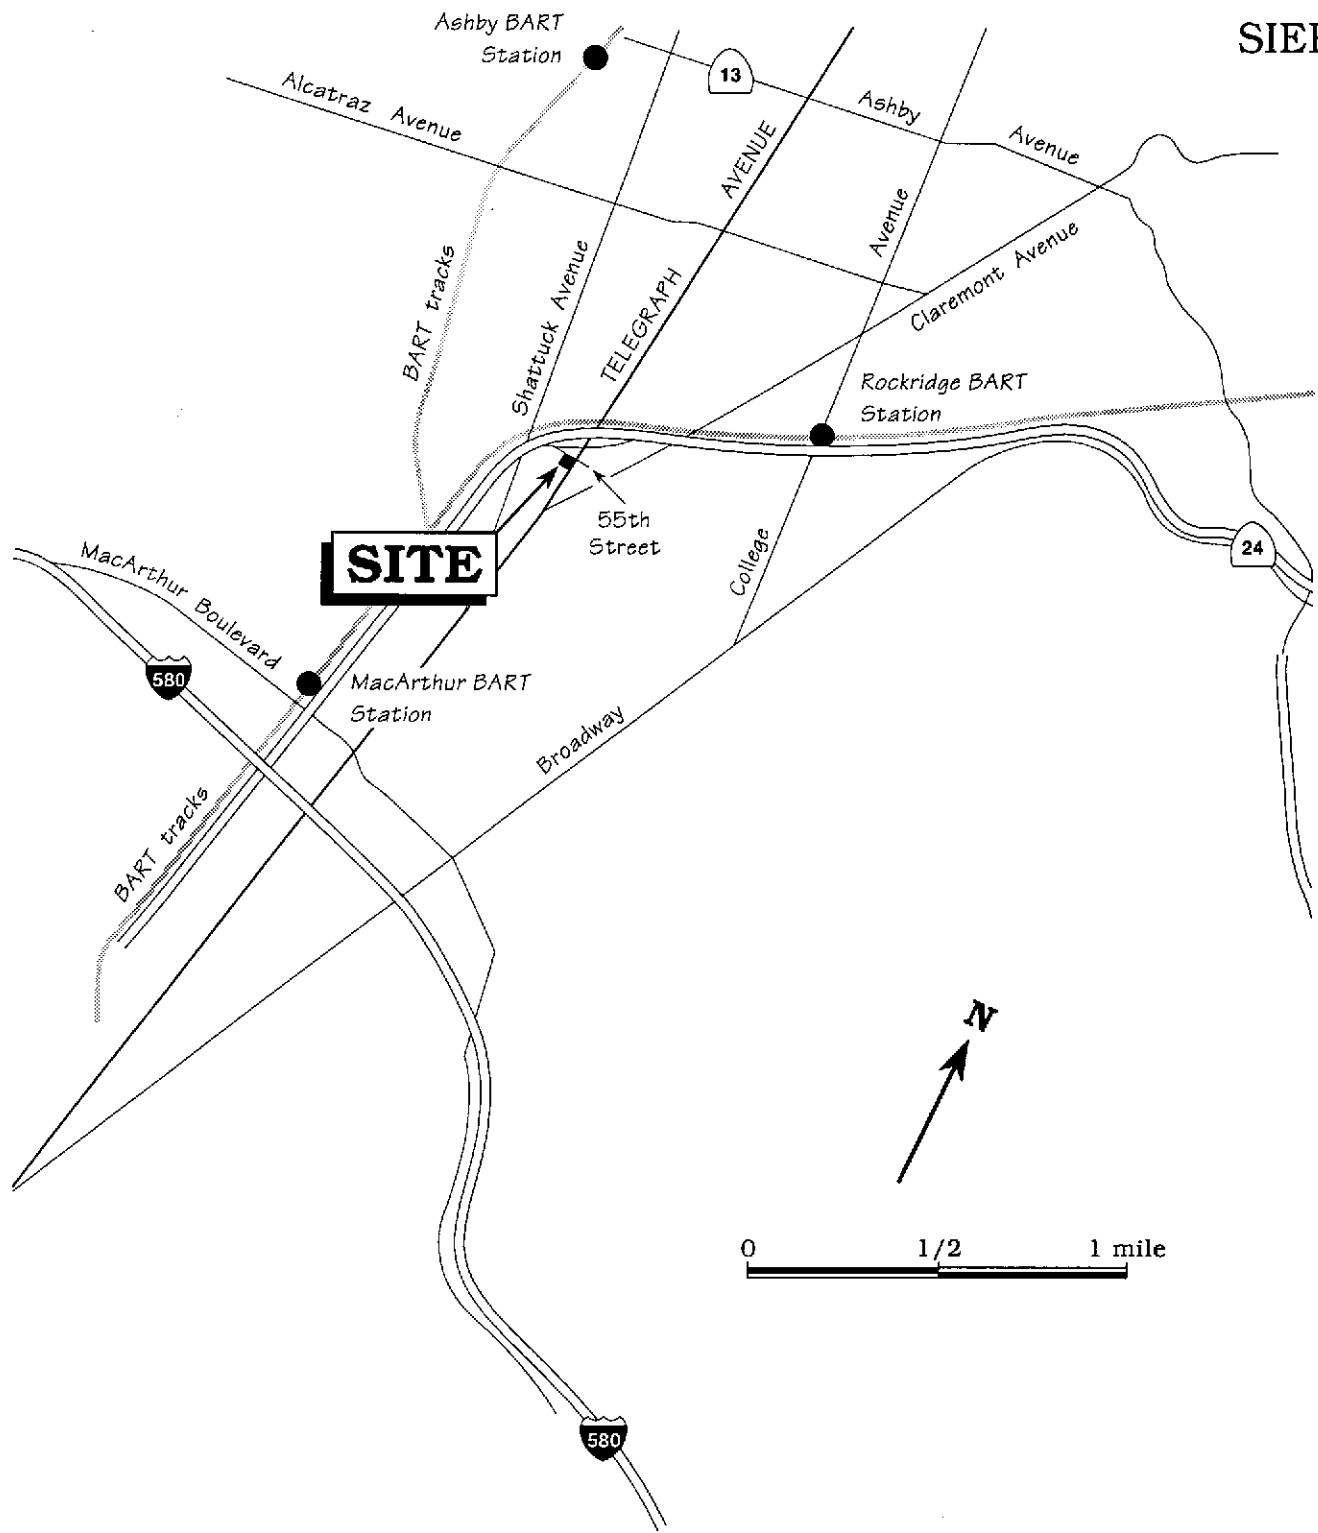 SIE
Ashby BART
Station
13
Alcatraz Avenue
Ashby
Avenue
AVENUE
Avenue
BART tracks
Shattuck Avenue
TELEGRAPH
Claremont Avenue
Rockridge BART
Station
55th
Street
24
SITE
College
MacArthur Boulevard
580
MacArthur BART
Station
Broadway
BART tracks
N
0 1/2 1 mile
580